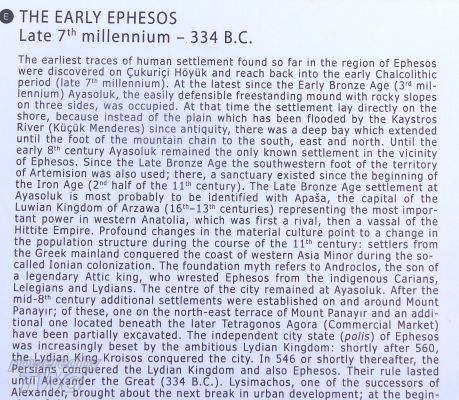 E THE EARLY EPHESOS
Late 7th millennium – 334 B.C.
The earliest traces of human settlement found so far in the region of Ephesos
were discovered on Çukuriçi Höyük and reach back into the early Chalcolithic
period (late 7th millennium). At the latest since the Early Bronze Age (3rd mil-
lennium) Ayasoluk, the easily defensible freestanding mound with rocky slopes
on three sides, was occupied. At that time the settlement lay directly on the
shore, because instead of the plain which has been flooded by the Kaystros
River (Küçük Menderes) since antiquity, there was a deep bay which extended
until the foot of the mountain chain to the south, east and north. Until the
early 8th century Ayasoluk remained the only known settlement in the vicinity
of Ephesos. Since the Late Bronze Age the southwestern foot of the territory
of Artemision was also used; there, a sanctuary existed since the beginning of
the Iron Age (2nd half of the 11th century). The Late Bronze Age settlement at
Ayasoluk is most probably to be identified with Apaša, the capital of the
Luwian Kingdom of Arzawa (16th–13th centuries) representing the most impor-
tant power in western Anatolia, which was first a rival, then a vassal of the
Hittite Empire. Profound changes in the material culture point to a change in
the population structure during the course of the 11th century: settlers from
the Greek mainland conquered the coast of western Asia Minor during the so-
called Ionian colonization. The foundation myth refers to Androclos, the son of
a legendary Attic king, who wrested Ephesos from the indigenous Carians,
Lelegians and Lydians. The centre of the city remained at Ayasoluk. After the
mid-8th century additional settlements were established on and around Mount
Panayır; of these, one on the north-east terrace of Mount Panayır and an addi-
tional one located beneath the later Tetragonos Agora (Commercial Market)
have been partially excavated. The independent city state (polis) of Ephesos
was increasingly beset by the ambitious Lydian Kingdom: shortly after 560,
the Lydian king Kroisos conquered the city. In 546 or shortly thereafter, the
Persians conquered the Lydian Kingdom and also Ephesos. Their rule lasted
until Alexander the Great (334 B.C.). Lysimachos, one of the successors of
Alexander, brought about the next break in urban development; at the begin-